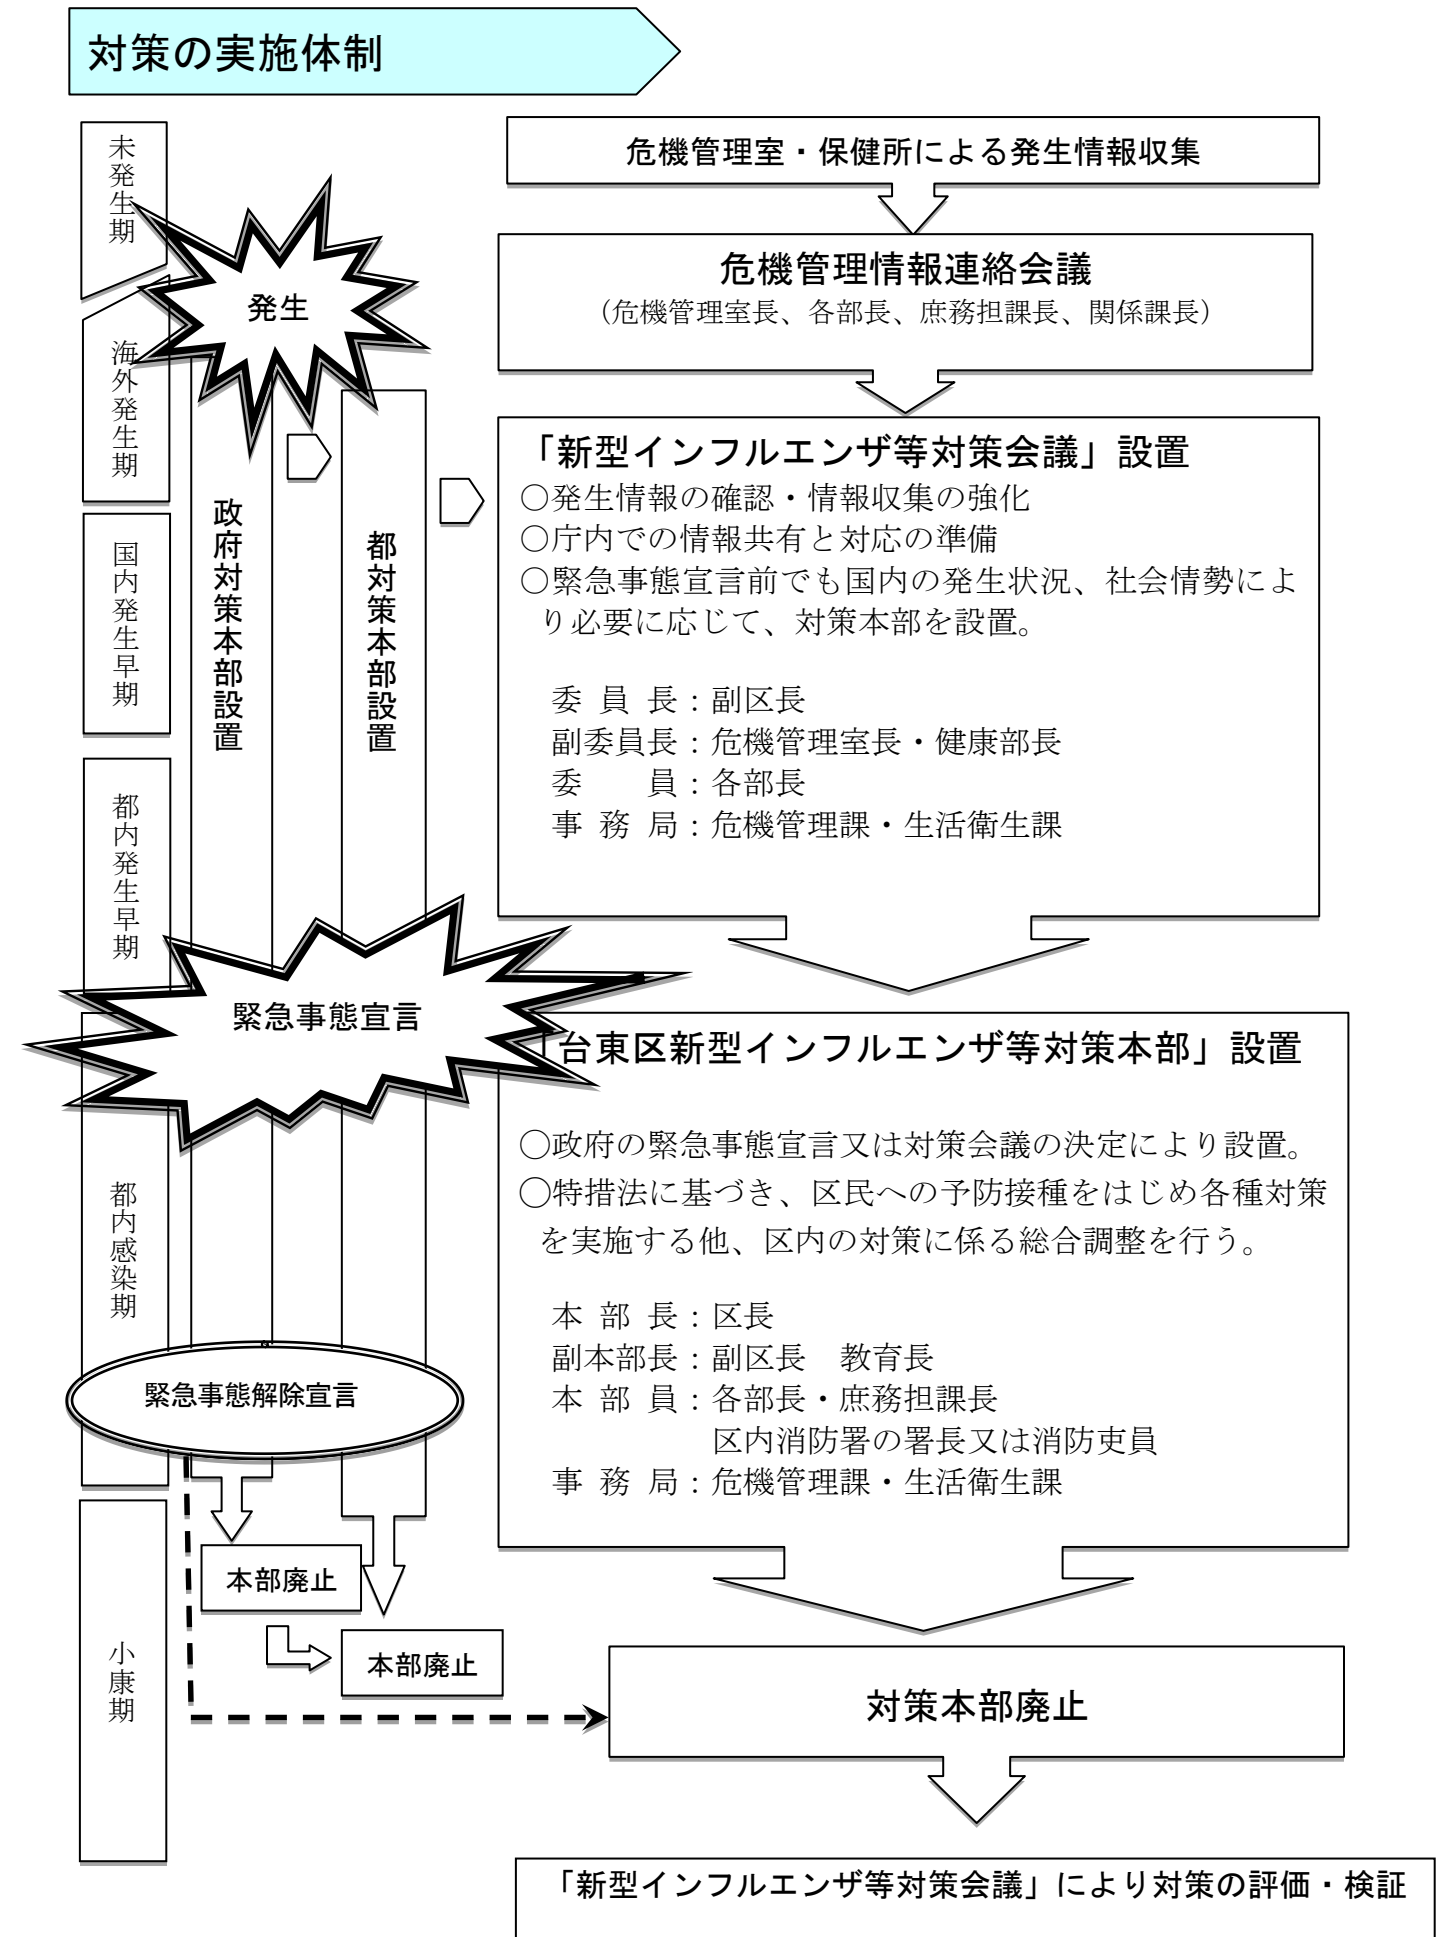 対策の実施体制
未発生期
危機管理室・保健所による発生情報収集
危機管理情報連絡会議
（危機管理室長、各部長、庶務担課長、関係課長）
発生
海外発生期
政府対策本部設置
都対策本部設置
「新型インフルエンザ等対策会議」設置
○発生情報の確認・情報収集の強化
○庁内での情報共有と対応の準備
○緊急事態宣言前でも国内の発生状況、社会情勢によ
り必要に応じて、対策本部を設置。
委員長：副区長
副委員長：危機管理室長・健康部長
委　　員：各部長
事務局：危機管理課・生活衛生課
国内発生早期
都内発生早期
緊急事態宣言
台東区新型インフルエンザ等対策本部」設置
○政府の緊急事態宣言又は対策会議の決定により設置。
○特措法に基づき、区民への予防接種をはじめ各種対策
を実施する他、区内の対策に係る総合調整を行う。
本部長：区長
副本部長：副区長　教育長
本部員：各部長・庶務担課長
区内消防署の署長又は消防吏員
事務局：危機管理課・生活衛生課
都内感染期
緊急事態解除宣言
本部廃止
本部廃止
小康期
対策本部廃止
「新型インフルエンザ等対策会議」により対策の評価・検証